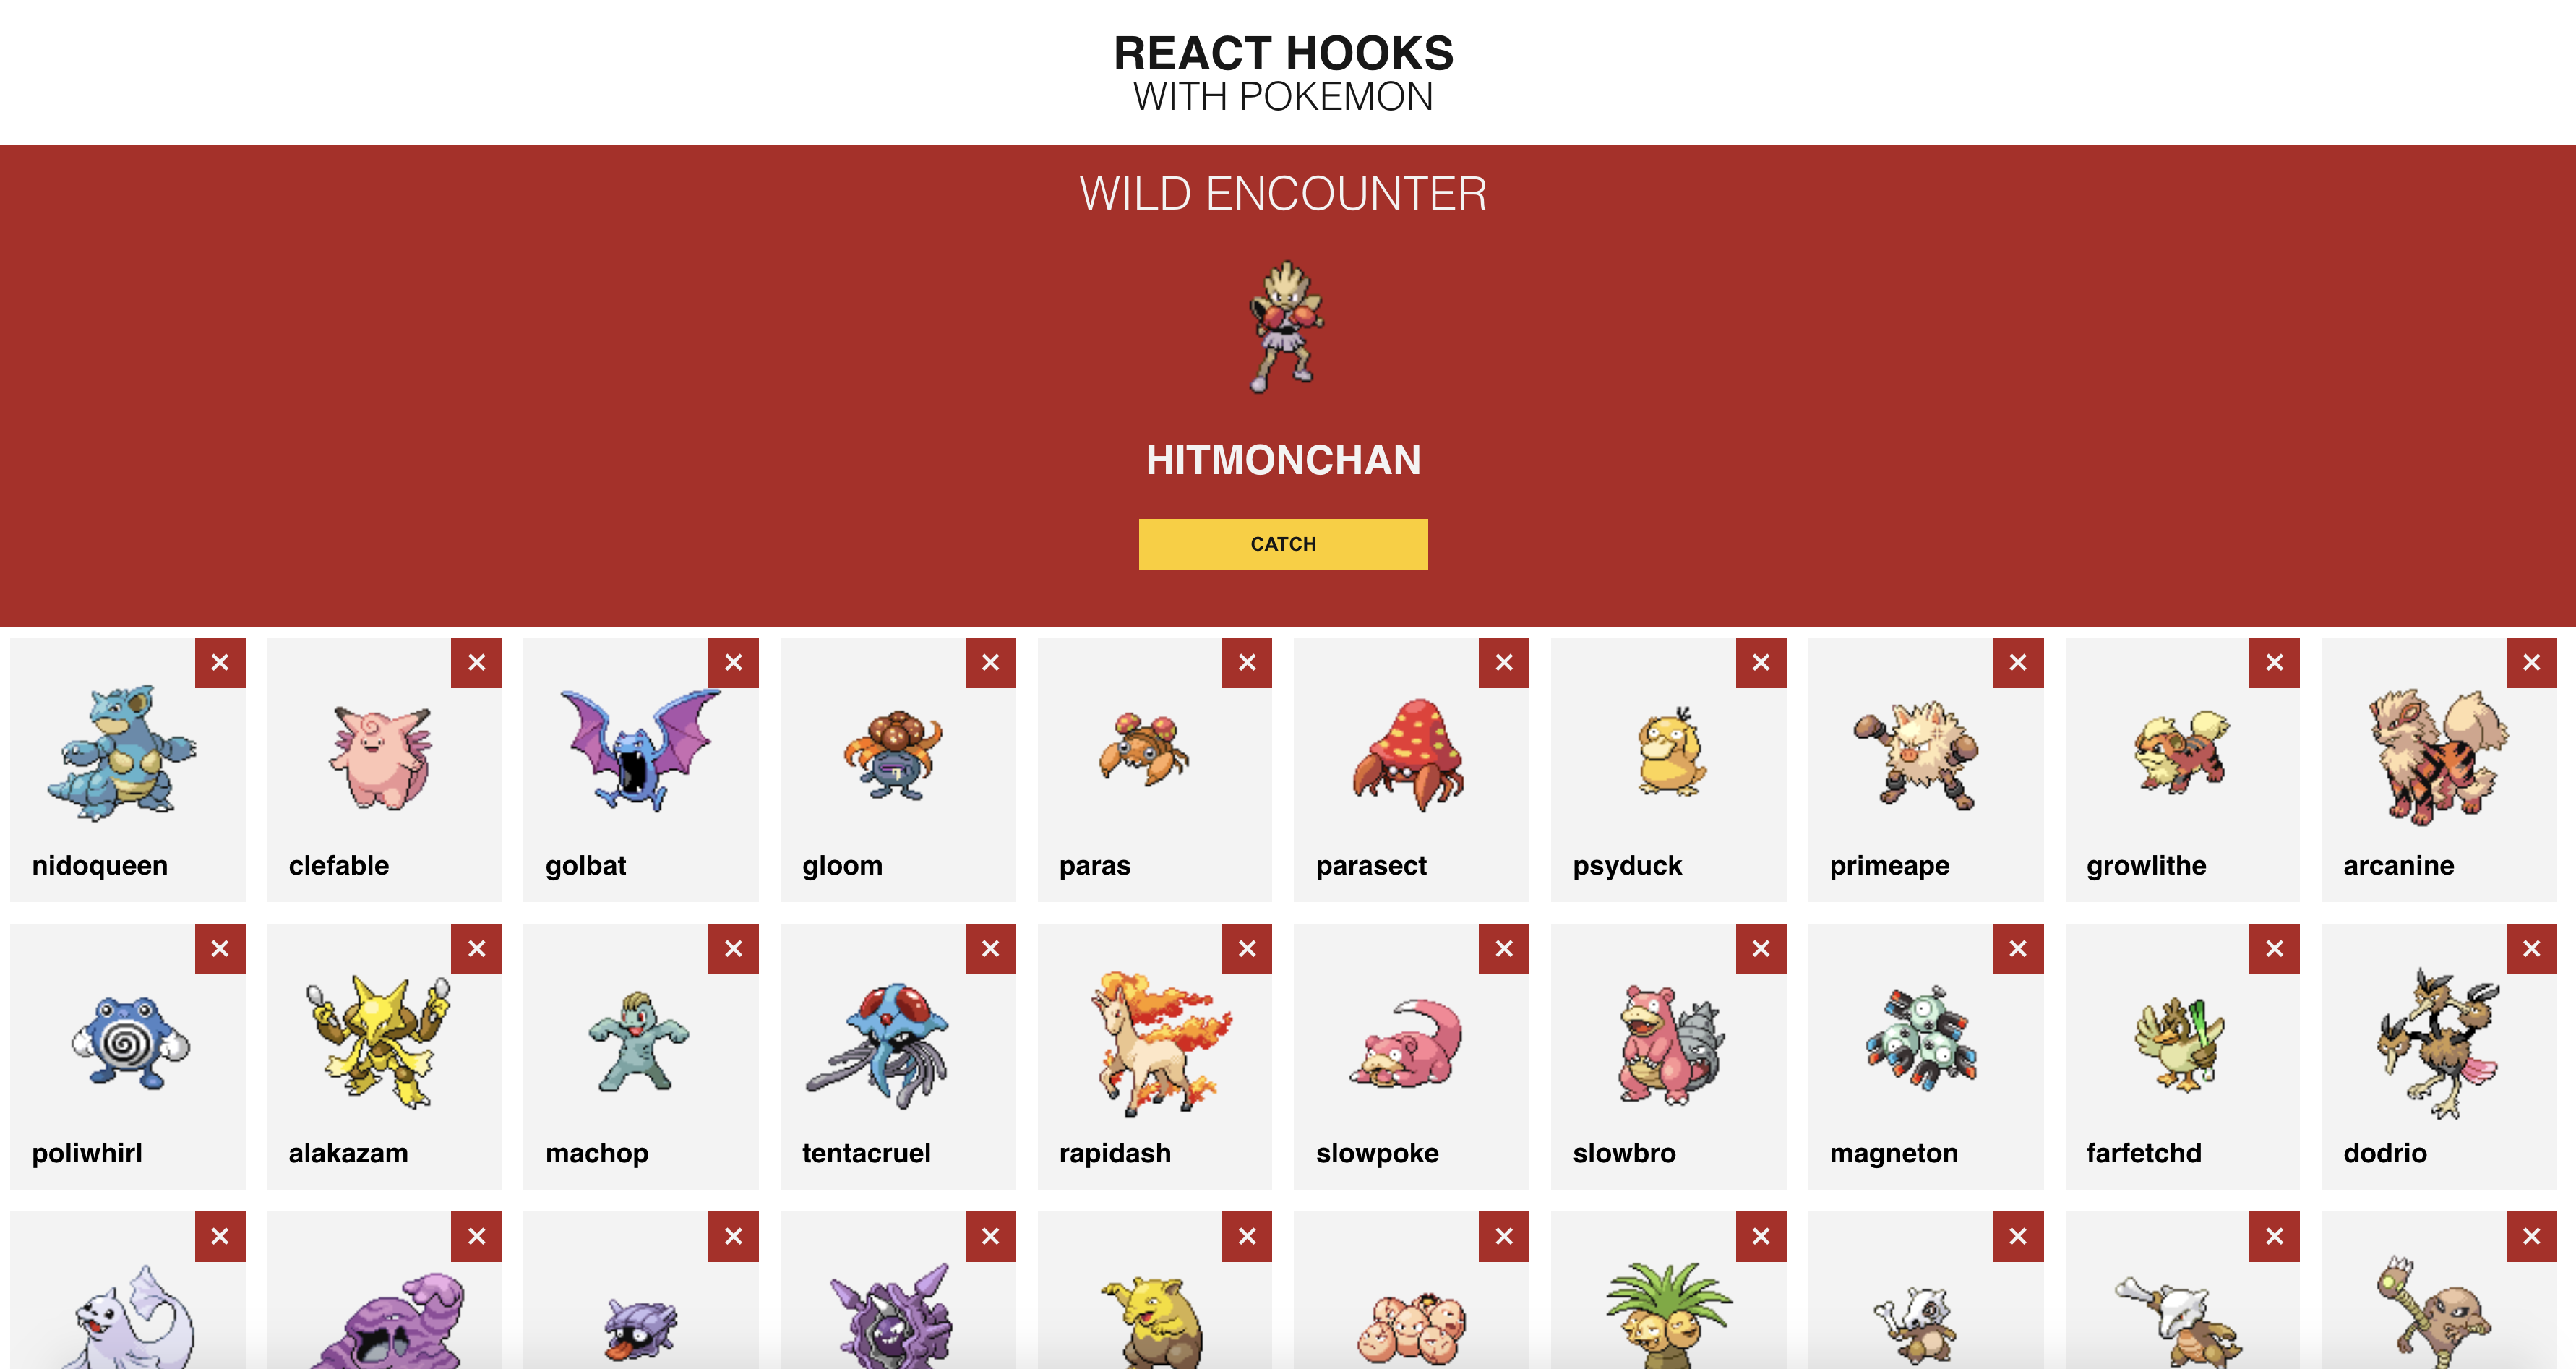 REACT HOOKS
WITH POKEMON
WILD ENCOUNTER
HITMONCHAN
CATCH
nidoqueen
clefable
golbat
gloom
paras
parasect
psyduck
primeape
growlithe
arcanine
poliwhirl
alakazam
machop
tentacruel
rapidash
slowpoke
slowbro
magneton
farfetchd
dodrio